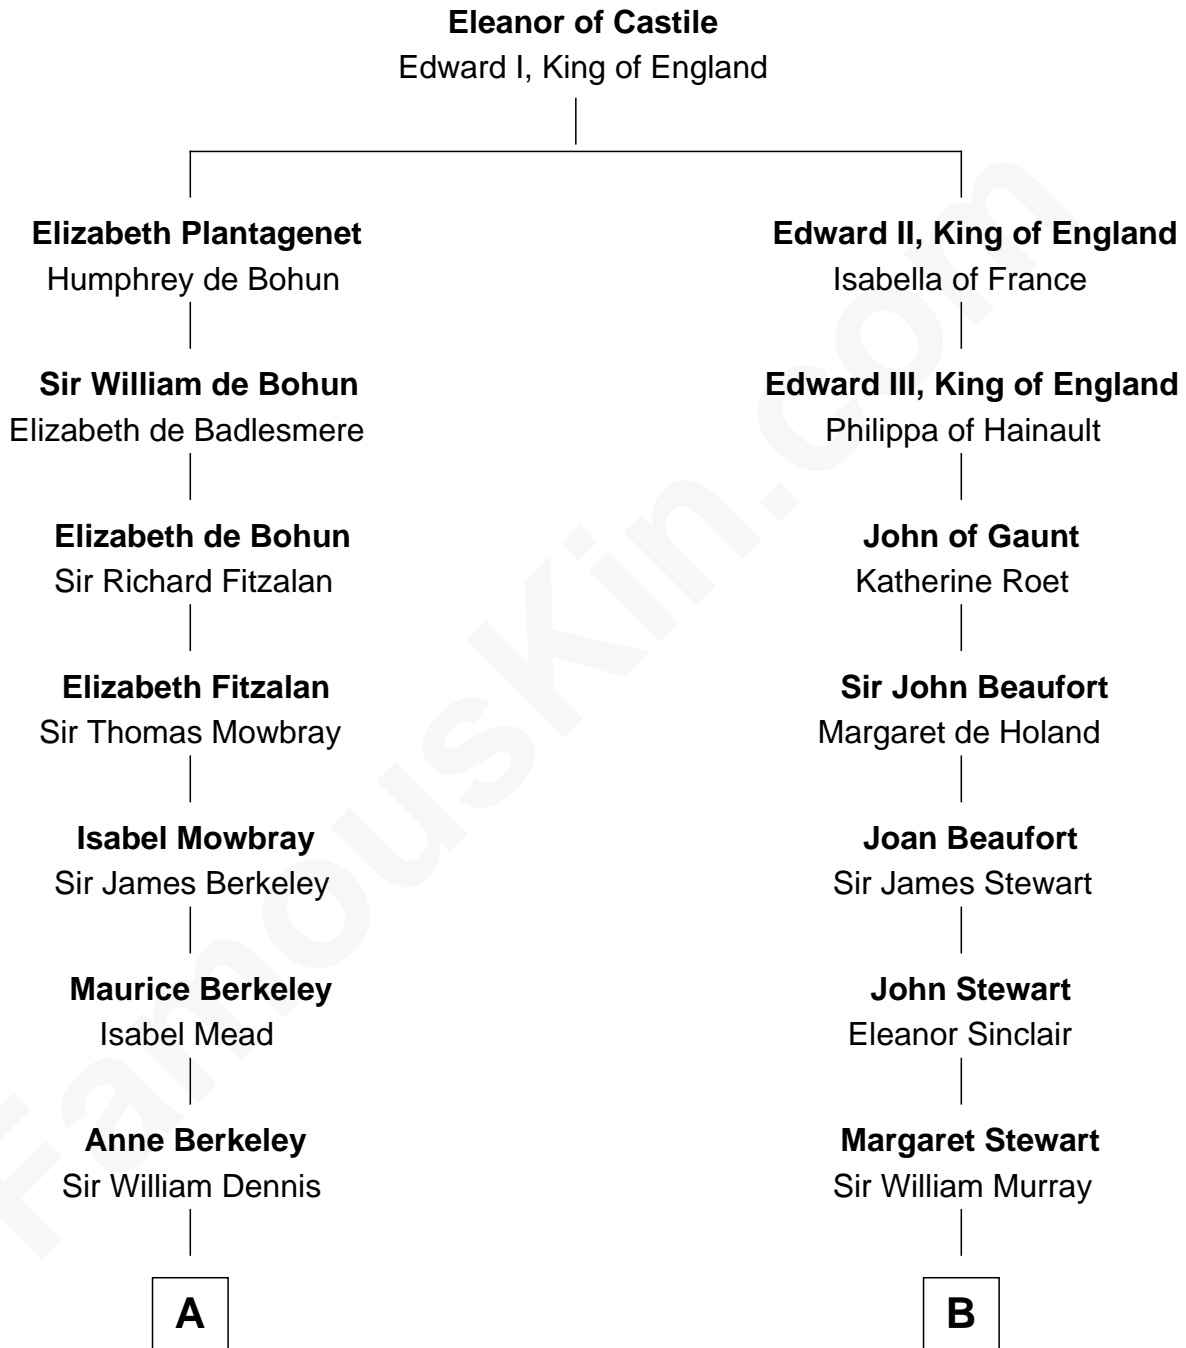 Eleanor of Castile
Edward I, King of England
Elizabeth Plantagenet
Humphrey de Bohun
Edward II, King of England
Isabella of France
Sir William de Bohun
Elizabeth de Badlesmere
Edward III, King of England
Philippa of Hainault
Elizabeth de Bohun
Sir Richard Fitzalan
John of Gaunt
Katherine Roet
Elizabeth Fitzalan
Sir Thomas Mowbray
Sir John Beaufort
Margaret de Holand
Isabel Mowbray
Sir James Berkeley
Joan Beaufort
Sir James Stewart
Maurice Berkeley
Isabel Mead
John Stewart
Eleanor Sinclair
Anne Berkeley
Sir William Dennis
Margaret Stewart
Sir William Murray
A
B
FamousKin.com